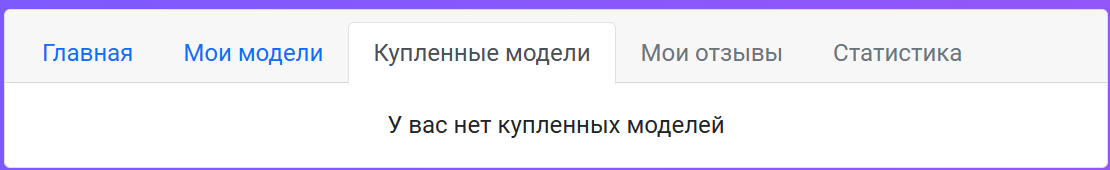 Главная Мои модели Купленные модели Мои отзывы Статистика
У вас нет купленных моделей